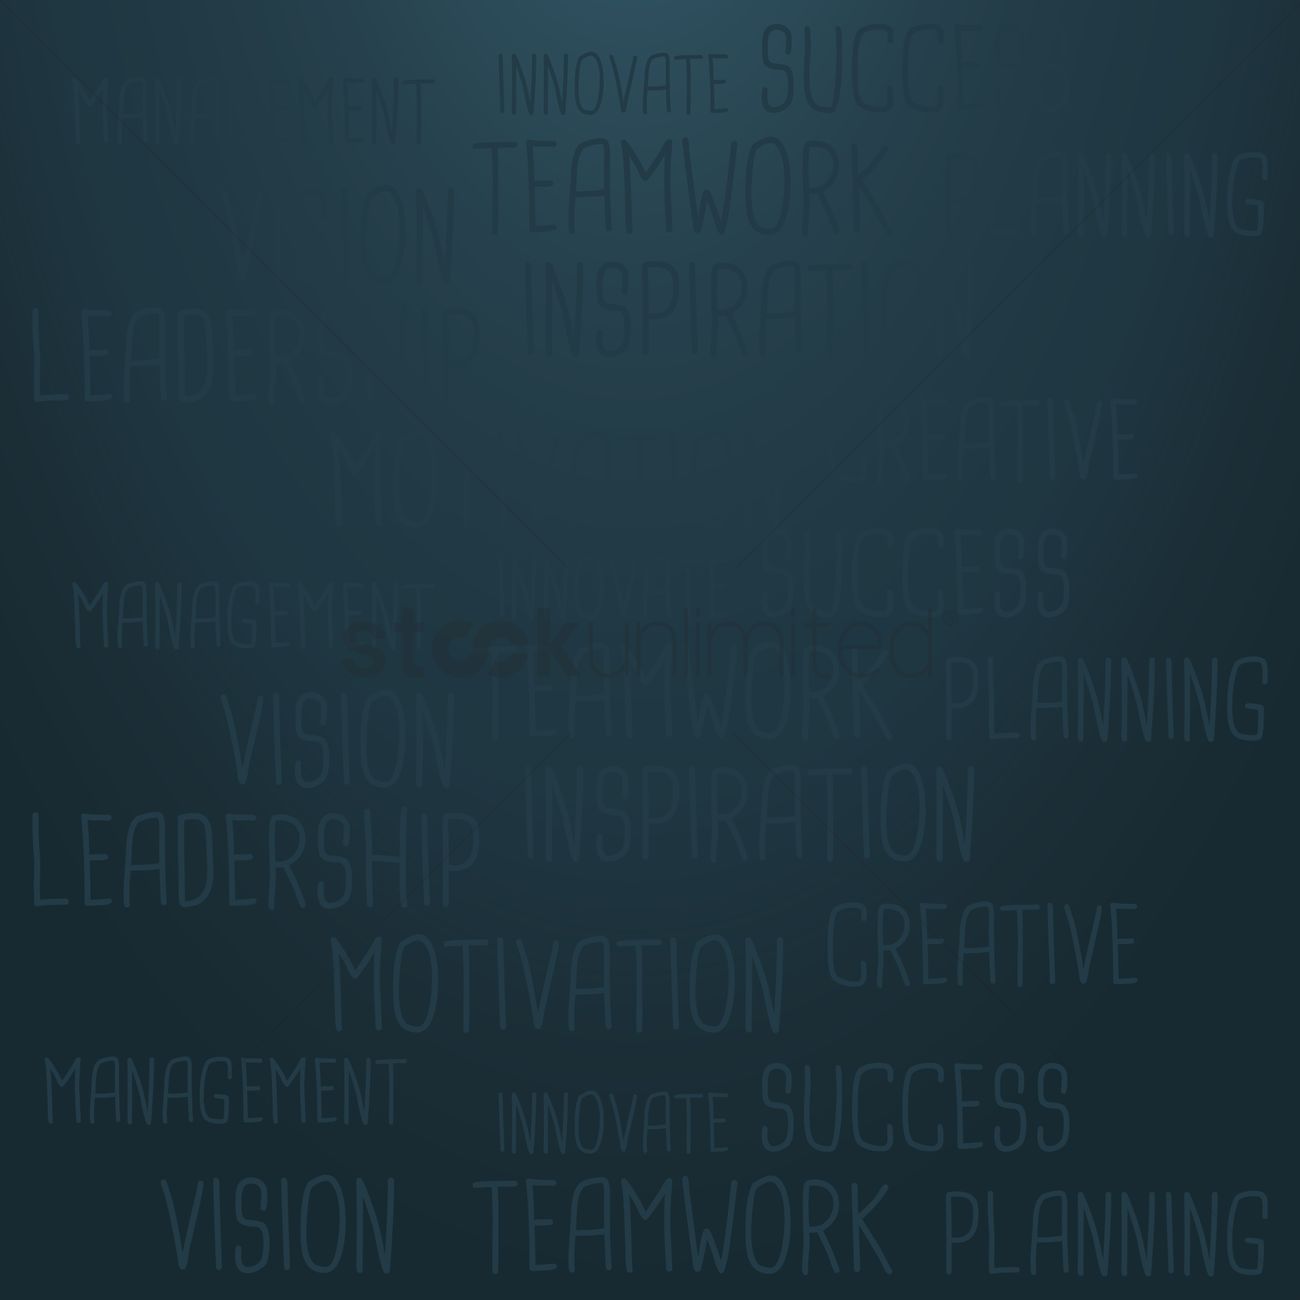 MANAGEMENT INNOVATE SUCCESS
VISION TEAMWORK PLANNING
LEADERSHIP INSPIRATION
MOTIVATION CREATIVE
MANAGEMENT INNOVATE SUCCESS
stockunlimited®
VISION TEAMWORK PLANNING
LEADERSHIP INSPIRATION
MOTIVATION CREATIVE
MANAGEMENT INNOVATE SUCCESS
VISION TEAMWORK PLANNING